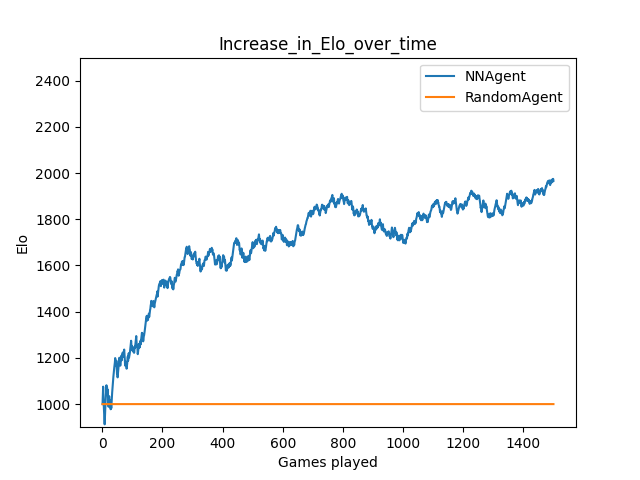 Increase_in_Elo_over_time
NNAgent
RandomAgent
2400
2200
2000
1800
1600
1400
1200
1000
Elo
0 200 400 600 800 1000 1200 1400
Games played